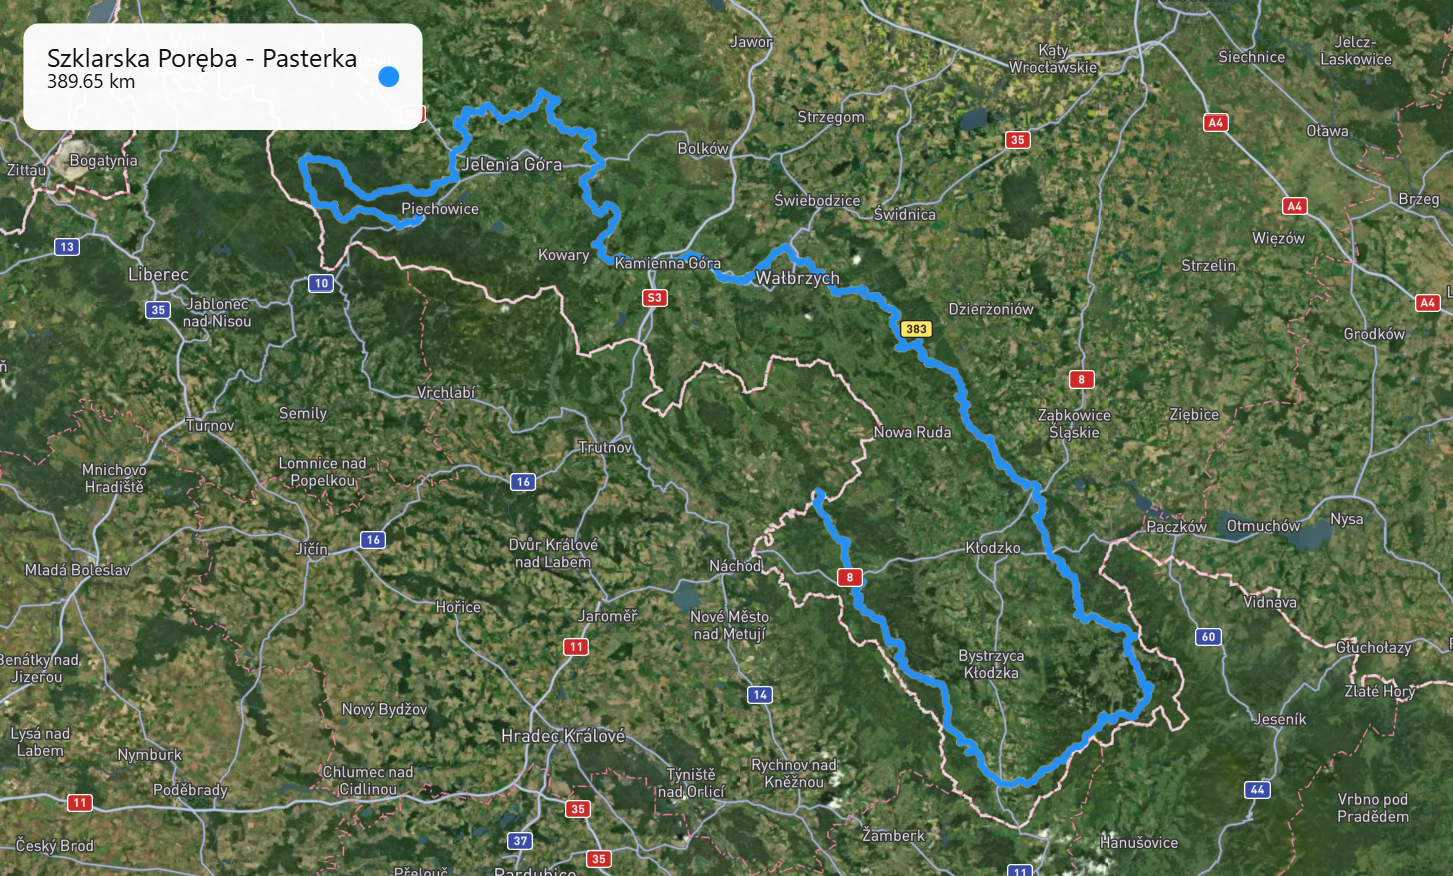 Szklarska Poręba - Pasterka
389.65 km
Jawor
Kąty
Wrocławskie
Siechnice
Jelcz-
Laskowice
Strzegom
A4
35
Oława
Zittau
Bogatynia
Jelenia Góra
Bolków
Piechowice
Świebodzice
Świdnica
A4
Brzeg
Więzów
13
Kowary
Kamienna Góra
Strzelin
Liberec
10
Wałbrzych
S3
35
Jablonec
nad Nisou
Dzierżoniów
A4
383
Grodków
8
Vrchlabí
Semily
Turnov
Ząbkowice
Śląskie
Ziębice
Nowa Ruda
Trutnov
Mnichovo
Hradiště
Lomnice nad
Popelkou
16
Paczków
Otmuchów
Nysa
16
Jičín
Dvůr Králové
nad Labem
Kłodzko
Mladá Boleslav
Náchod
8
Hořice
Jaroměř
Nové Město
nad Metují
Vidnava
11
60
Głuchołazy
Benátky nad
Jizerou
Bystrzyca
Kłodzka
Zlaté Hory
14
Nový Bydžov
Jeseník
Lysá nad
Labem
Hradec Králové
Nymburk
Chlumec nad
Cidlinou
Týniště
nad Orlicí
Rychnov nad
Kněžnou
Poděbrady
44
11
35
Vrbno pod
Pradědem
Český Brod
37
Žamberk
Hanušovice
35
Přelouč
Pardubice
11